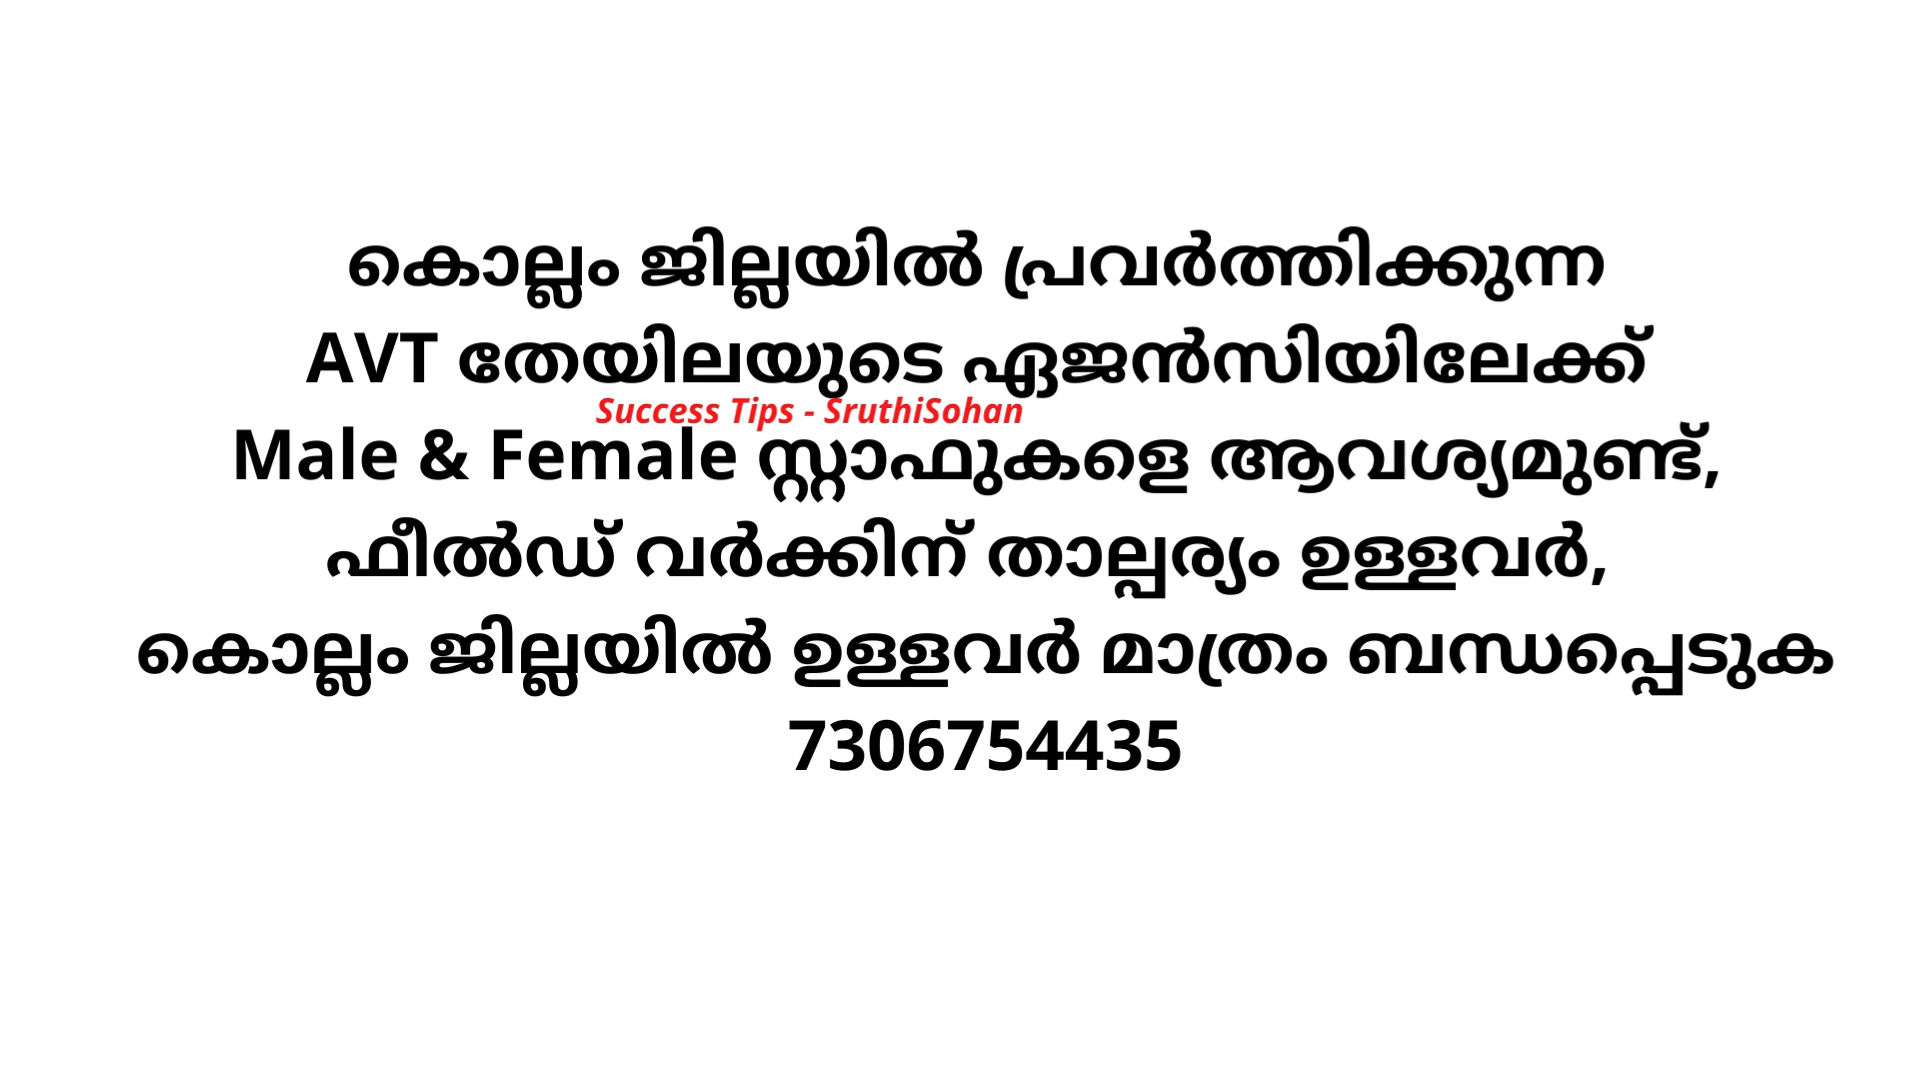 കൊല്ലം ജില്ലയിൽ പ്രവർത്തിക്കുന്ന
AVT തേയിലയുടെ ഏജൻസിയിലേക്ക്
Success Tips - SruthiSohan
Male & Female സ്റ്റാഫുകളെ ആവശ്യമുണ്ട്,
ഫീൽഡ് വർക്കിന് താല്പര്യം ഉള്ളവർ,
കൊല്ലം ജില്ലയിൽ ഉള്ളവർ മാത്രം ബന്ധപ്പെടുക
7306754435